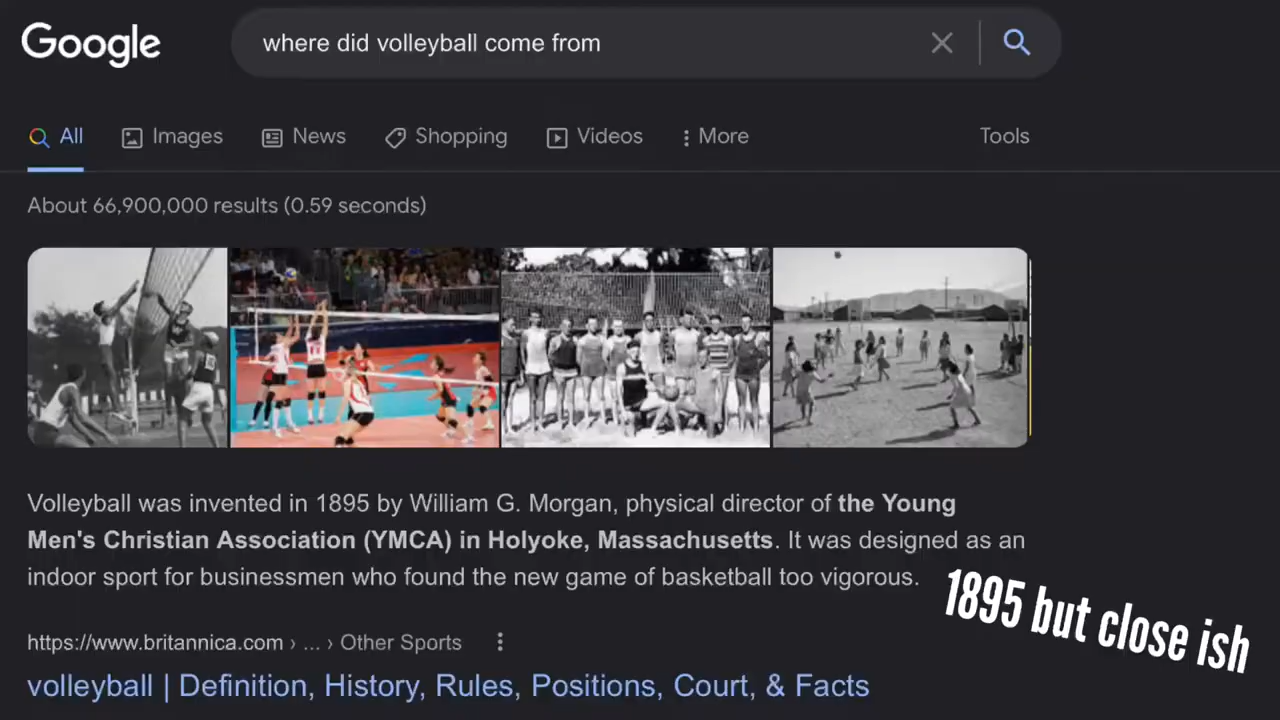 Google
where did volleyball come from
All Images News Shopping Videos More Tools
About 66,900,000 results (0.59 seconds)
Volleyball was invented in 1895 by William G. Morgan, physical director of the Young
Men's Christian Association (YMCA) in Holyoke, Massachusetts. It was designed as an
indoor sport for businessmen who found the new game of basketball too vigorous.
1895 but close ish
https://www.britannica.com › ... › Other Sports
volleyball | Definition, History, Rules, Positions, Court, & Facts